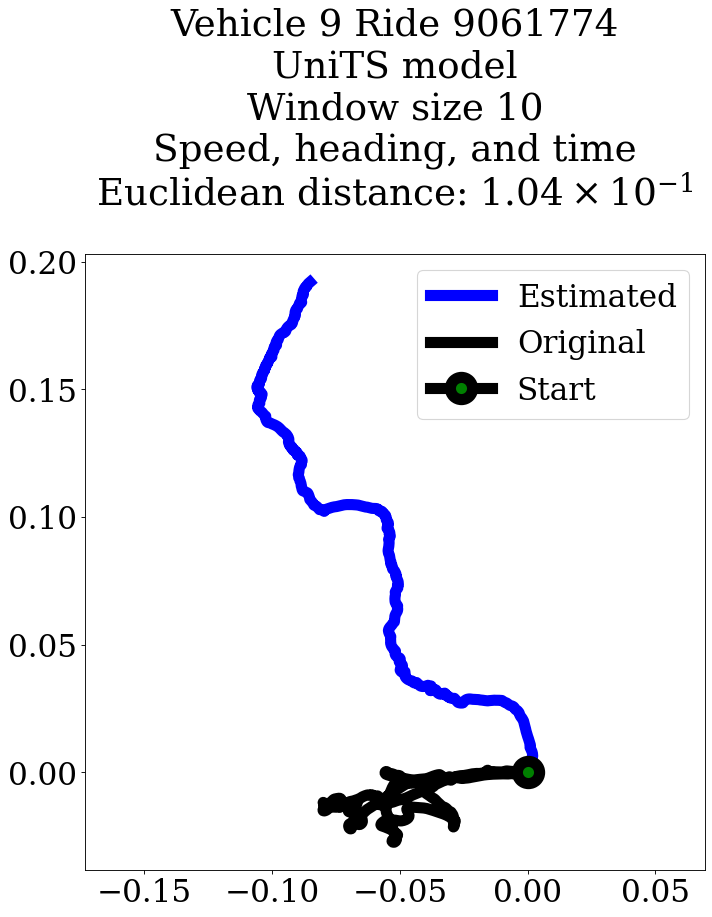 Vehicle 9 Ride 9061774
UniTS model
Window size 10
Speed, heading, and time
Euclidean distance: 1.04 × 10⁻¹
Estimated
Original
Start
0.20
0.15
0.10
0.05
0.00
−0.15 −0.10 −0.05 0.00 0.05